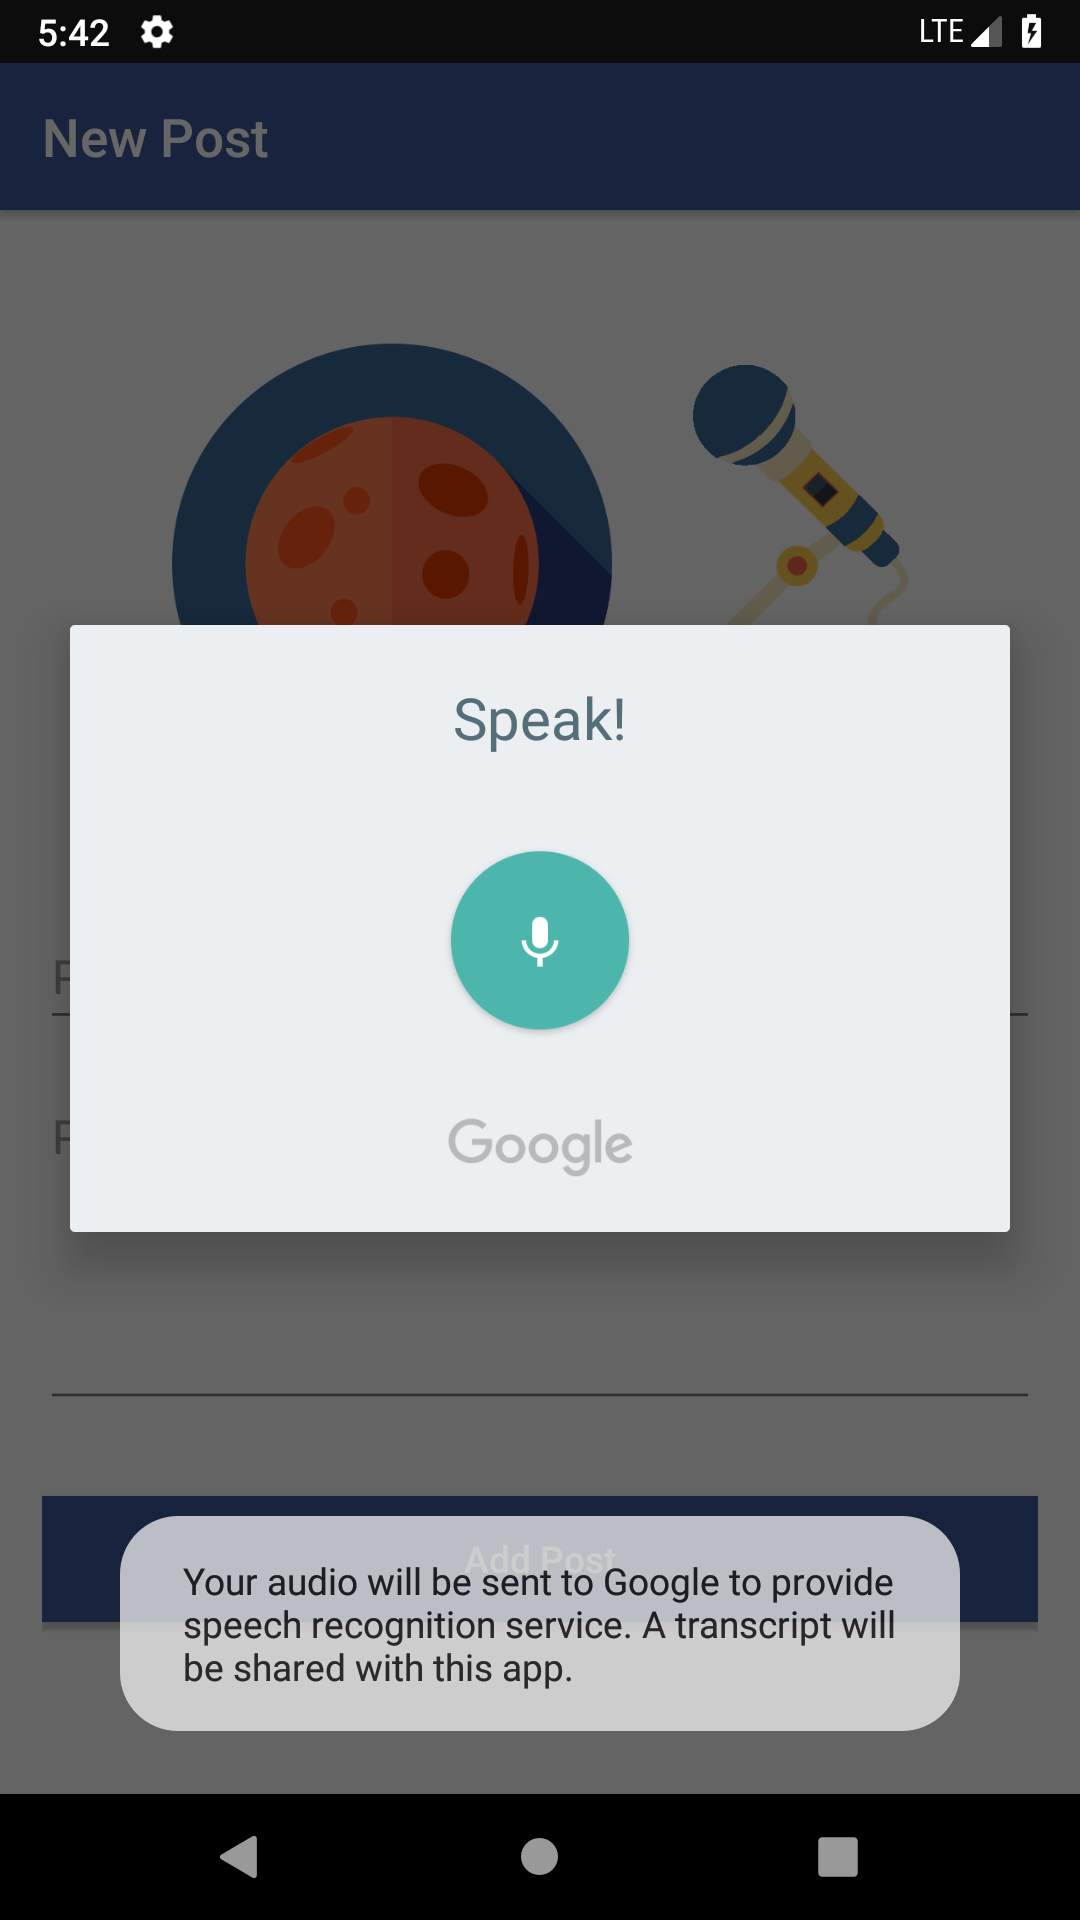 5:42
LTE
New Post
Speak!
Google
Add Post
Your audio will be sent to Google to provide
speech recognition service. A transcript will
be shared with this app.